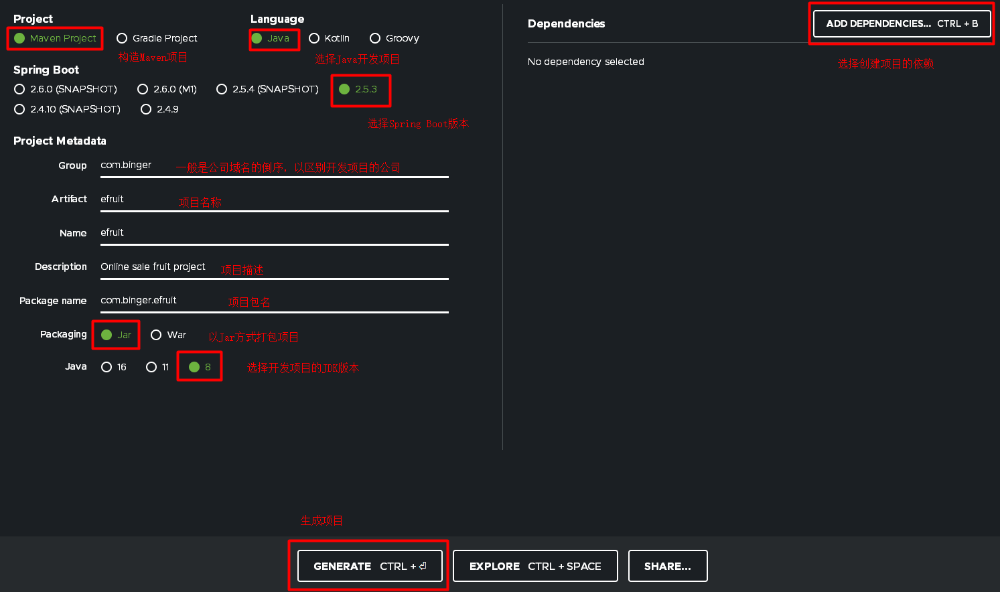 Project
Maven Project
Gradle Project
构造Maven项目
Language
Java
Kotlin
Groovy
选择Java开发项目
Spring Boot
2.6.0 (SNAPSHOT)
2.6.0 (M1)
2.5.4 (SNAPSHOT)
2.5.3
2.4.10 (SNAPSHOT)
2.4.9
选择Spring Boot版本
Project Metadata
Group
com.binger
一般是公司域名的倒序，以区别开发项目的公司
Artifact
efruit
项目名称
Name
efruit
Description
Online sale fruit project
项目描述
Package name
com.binger.efruit
项目包名
Packaging
Jar
War
以Jar方式打包项目
Java
16
11
8
选择开发项目的JDK版本
Dependencies
ADD DEPENDENCIES... CTRL + B
No dependency selected
选择创建项目的依赖
生成项目
GENERATE CTRL + ⏎
EXPLORE CTRL + SPACE
SHARE...